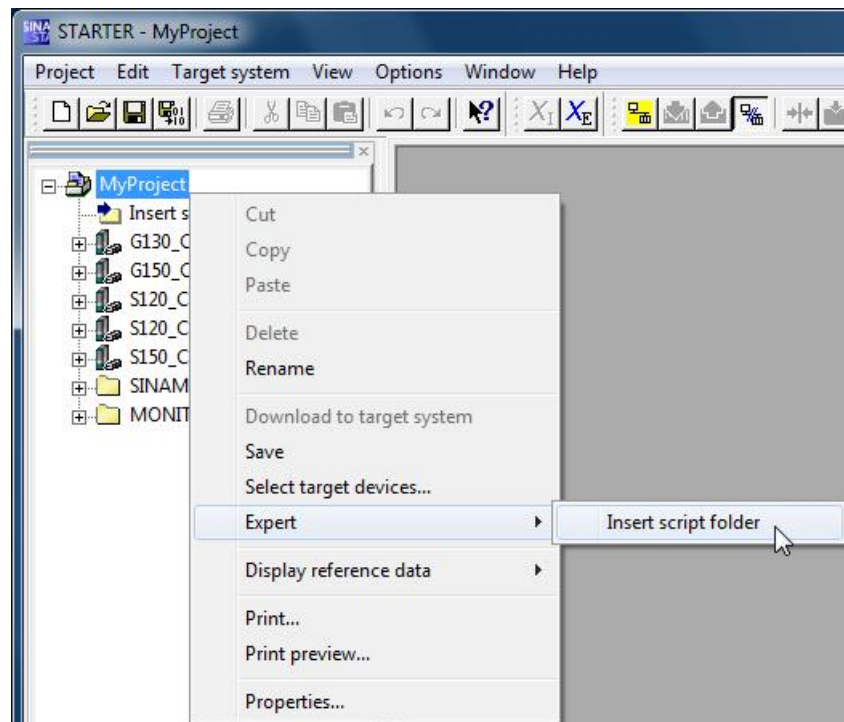 STARTER - MyProject
Project Edit Target system View Options Window Help
MyProject
Insert s
G130_C
G150_C
S120_C
S120_C
S150_C
SINAM
MONIT
Cut
Copy
Paste
Delete
Rename
Download to target system
Save
Select target devices...
Expert
Insert script folder
Display reference data
Print...
Print preview...
Properties...